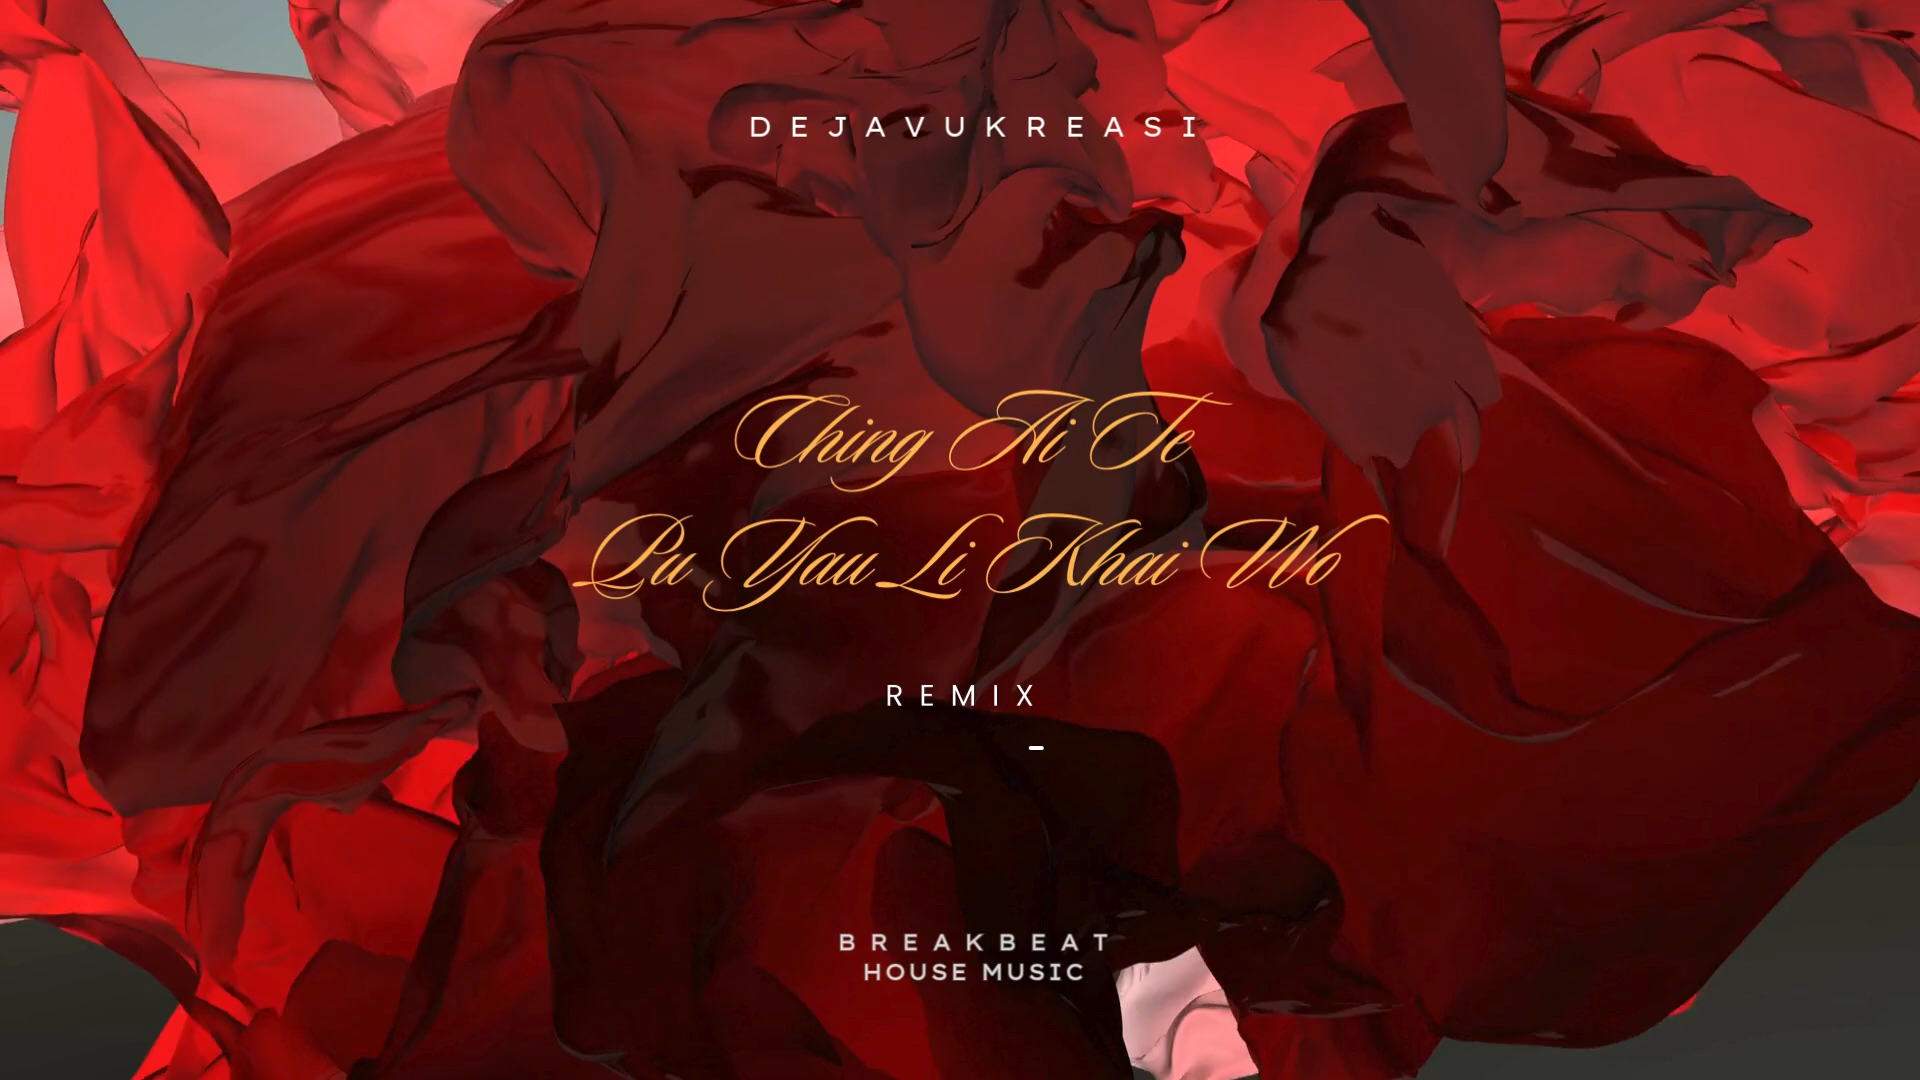 DEJAVUKREASI
Ching Ai Te
Pu Yau Li Khai Wo
REMIX
BREAKBEAT
HOUSE MUSIC